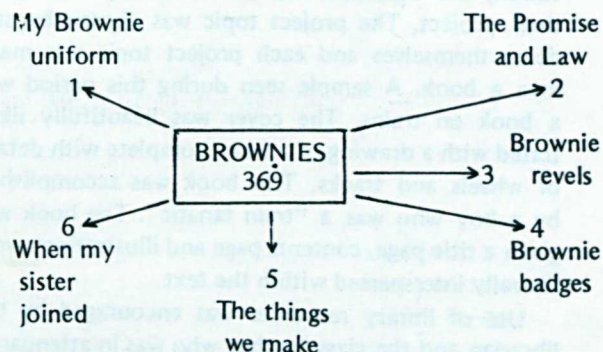 My Brownie
uniform
1
The Promise
and Law
2
BROWNIES
369
Brownie
revels
3
4
Brownie
badges
5
The things
we make
6
When my
sister
joined